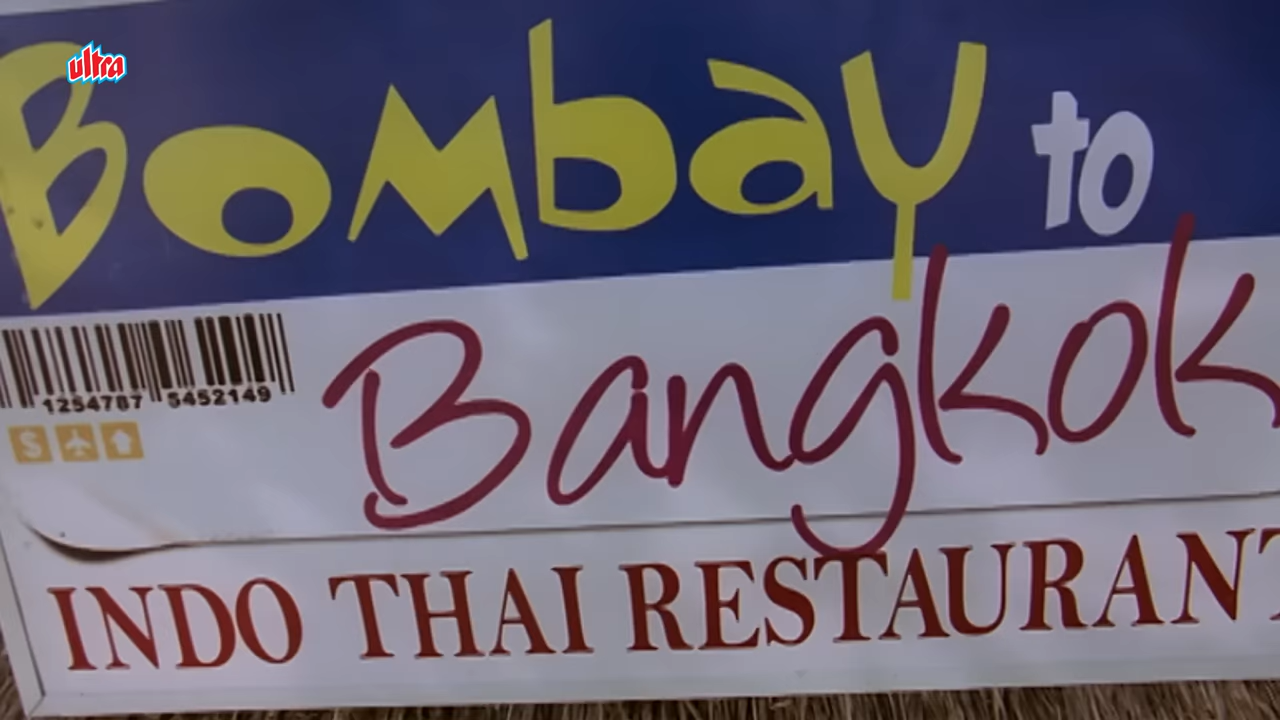 ultra
Bombay to
1254787 5452149
Bangkok
INDO THAI RESTAURANT